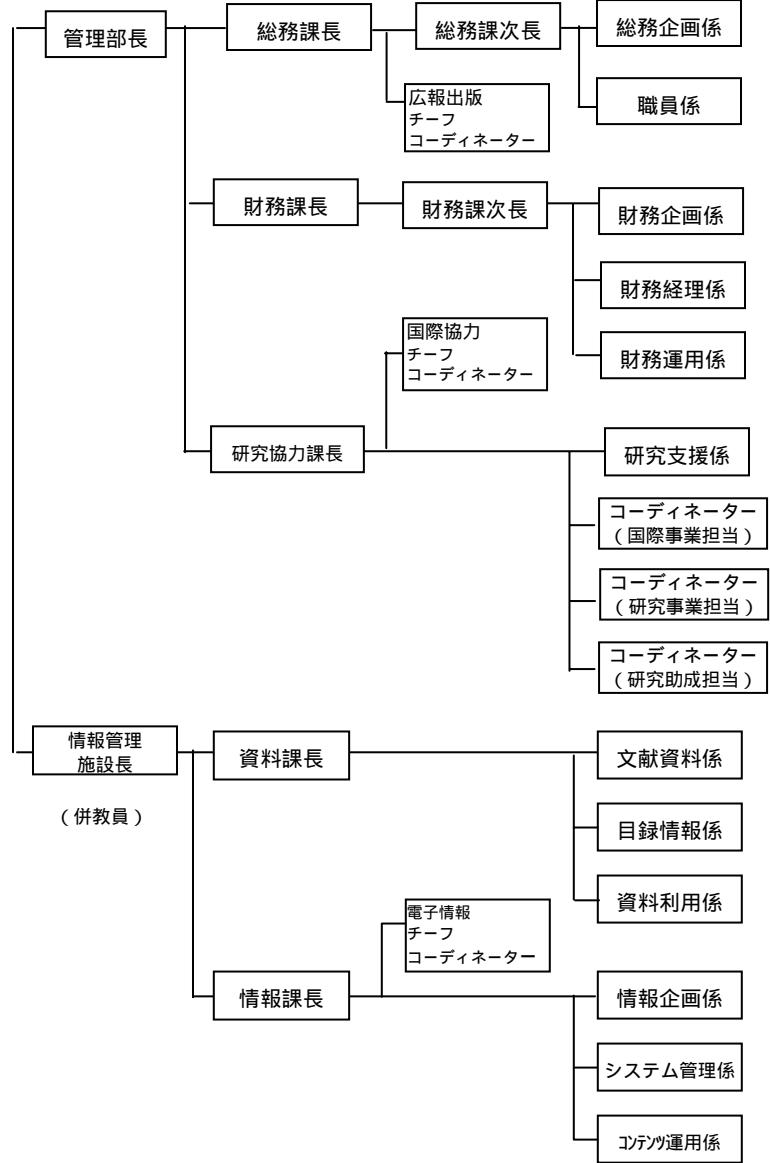 管理部長
総務課長
総務課次長
総務企画係
職員係
広報出版
チーフ
コーディネーター
財務課長
財務課次長
財務企画係
財務経理係
財務運用係
国際協力
チーフ
コーディネーター
研究協力課長
研究支援係
コーディネーター
(国際事業担当)
コーディネーター
(研究事業担当)
コーディネーター
(研究助成担当)
情報管理
施設長
(併教員)
資料課長
文献資料係
目録情報係
資料利用係
電子情報
チーフ
コーディネーター
情報課長
情報企画係
システム管理係
ｺﾝﾃﾝﾂ運用係